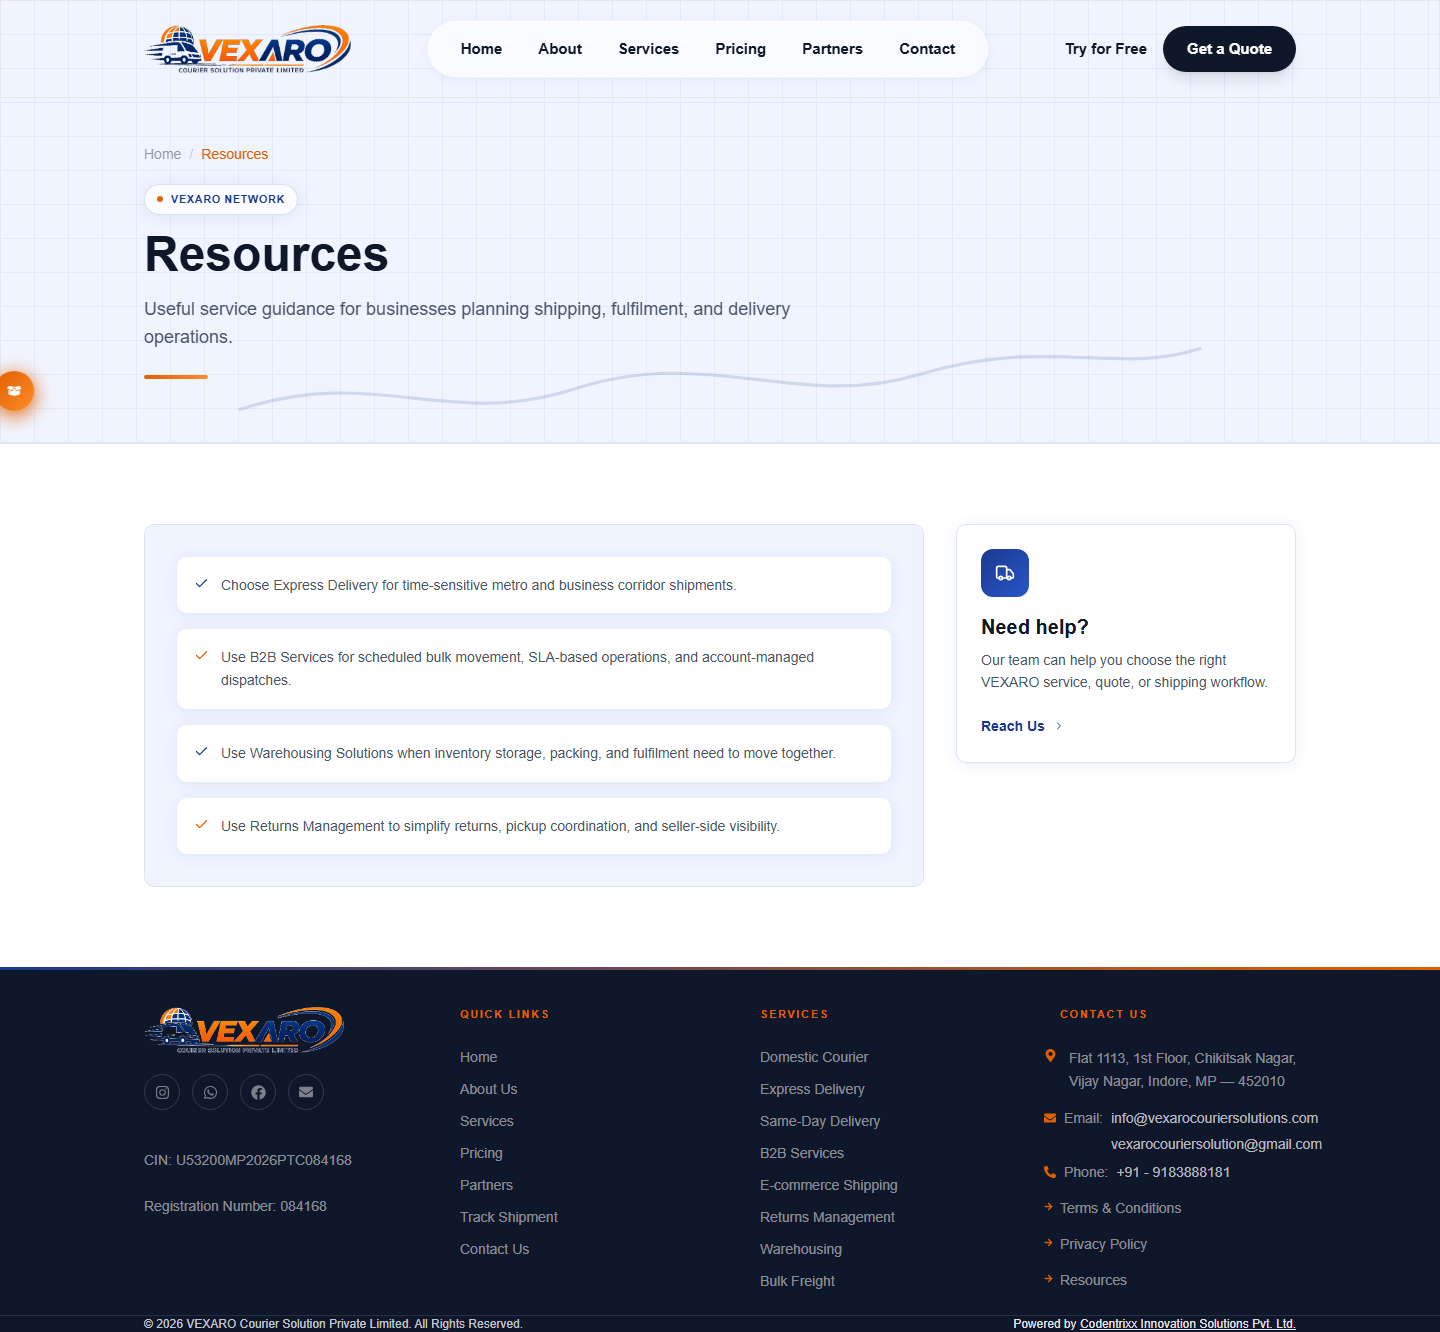 VEXARO
COURIER SOLUTION PRIVATE LIMITED
Home
About
Services
Pricing
Partners
Contact
Try for Free
Get a Quote
Home / Resources
VEXARO NETWORK
Resources
Useful service guidance for businesses planning shipping, fulfilment, and delivery
operations.
Choose Express Delivery for time-sensitive metro and business corridor shipments.
Use B2B Services for scheduled bulk movement, SLA-based operations, and account-managed
dispatches.
Use Warehousing Solutions when inventory storage, packing, and fulfilment need to move together.
Use Returns Management to simplify returns, pickup coordination, and seller-side visibility.
Need help?
Our team can help you choose the right
VEXARO service, quote, or shipping workflow.
Reach Us
VEXARO
COURIER SOLUTION PRIVATE LIMITED
CIN: U53200MP2026PTC084168
Registration Number: 084168
QUICK LINKS
Home
About Us
Services
Pricing
Partners
Track Shipment
Contact Us
SERVICES
Domestic Courier
Express Delivery
Same-Day Delivery
B2B Services
E-commerce Shipping
Returns Management
Warehousing
Bulk Freight
CONTACT US
Flat 1113, 1st Floor, Chikitsak Nagar,
Vijay Nagar, Indore, MP — 452010
Email: info@vexarocouriersolutions.com
vexarocouriersolution@gmail.com
Phone: +91 - 9183888181
Terms & Conditions
Privacy Policy
Resources
© 2026 VEXARO Courier Solution Private Limited. All Rights Reserved.
Powered by Codentrixx Innovation Solutions Pvt. Ltd.